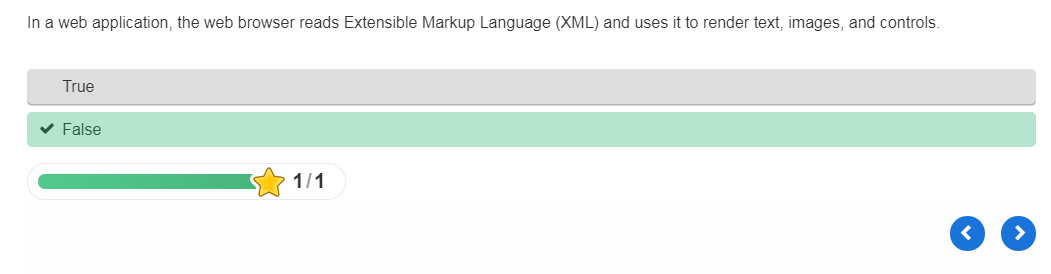 In a web application, the web browser reads Extensible Markup Language (XML) and uses it to render text, images, and controls.
True
False
1/1